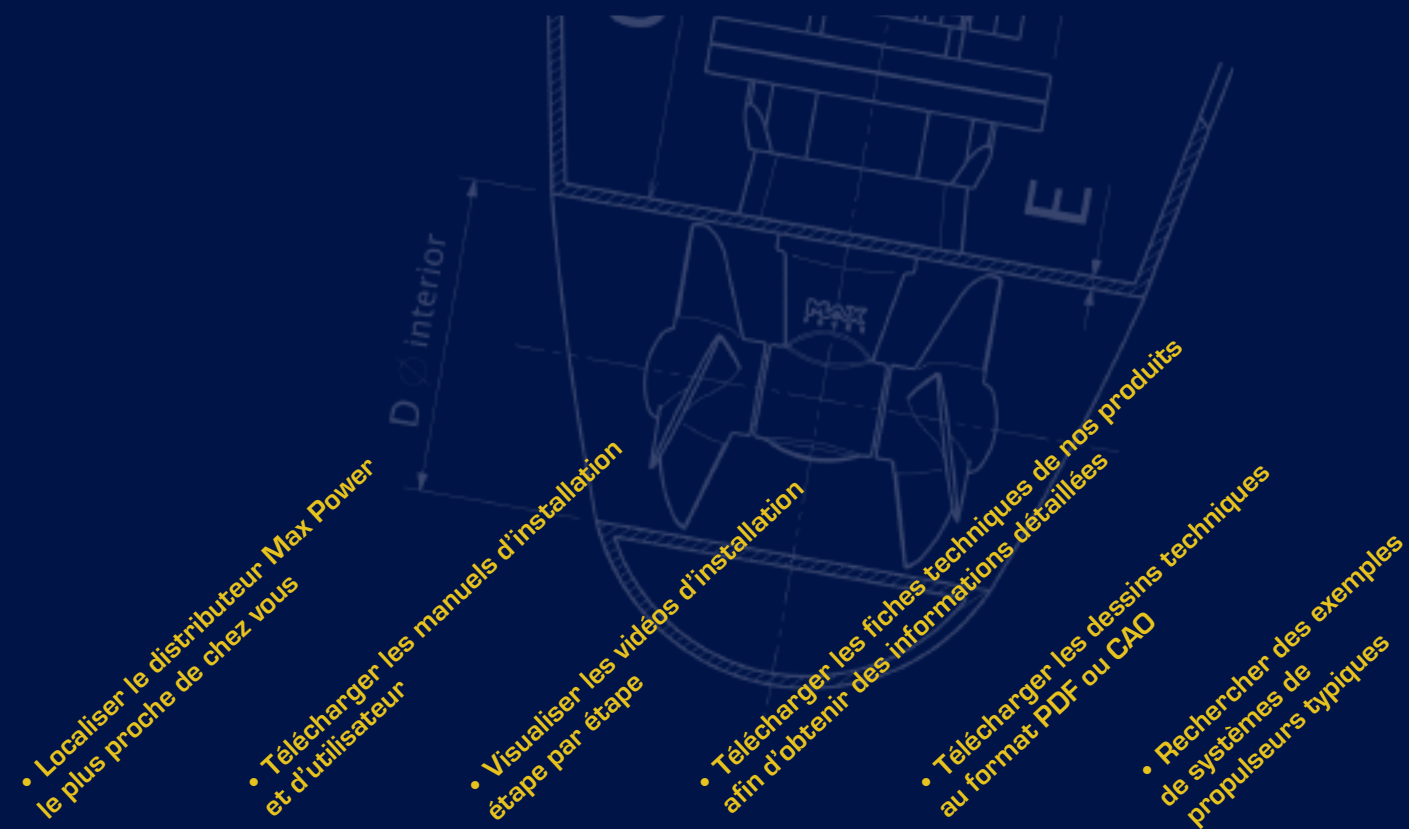 E
D Ø interior
MAX
POWER
• Localiser le distributeur Max Power
le plus proche de chez vous
• Télécharger les manuels d'installation
et d'utilisateur
• Visualiser les vidéos d'installation
étape par étape
• Télécharger les fiches techniques de nos produits
afin d'obtenir des informations détaillées
• Télécharger les dessins techniques
au format PDF ou CAO
• Rechercher des exemples
de systèmes de
propulseurs typiques